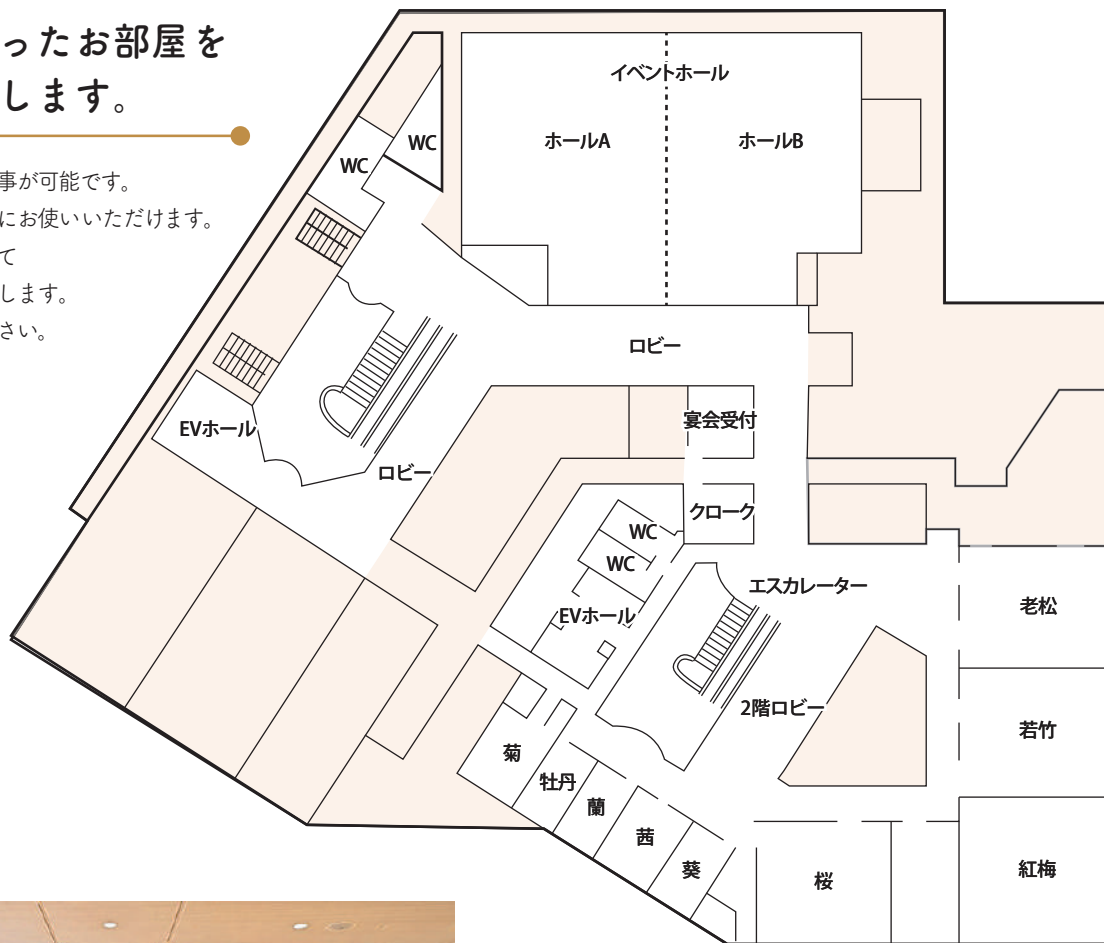 ったお部屋を
します。
事が可能です。
にお使いいただけます。
て
します。
さい。
イベントホール
ホールA
ホールB
WC
WC
ロビー
宴会受付
EVホール
ロビー
クローク
WC
WC
エスカレーター
EVホール
老松
2階ロビー
若竹
菊
牡丹
蘭
茜
葵
桜
紅梅